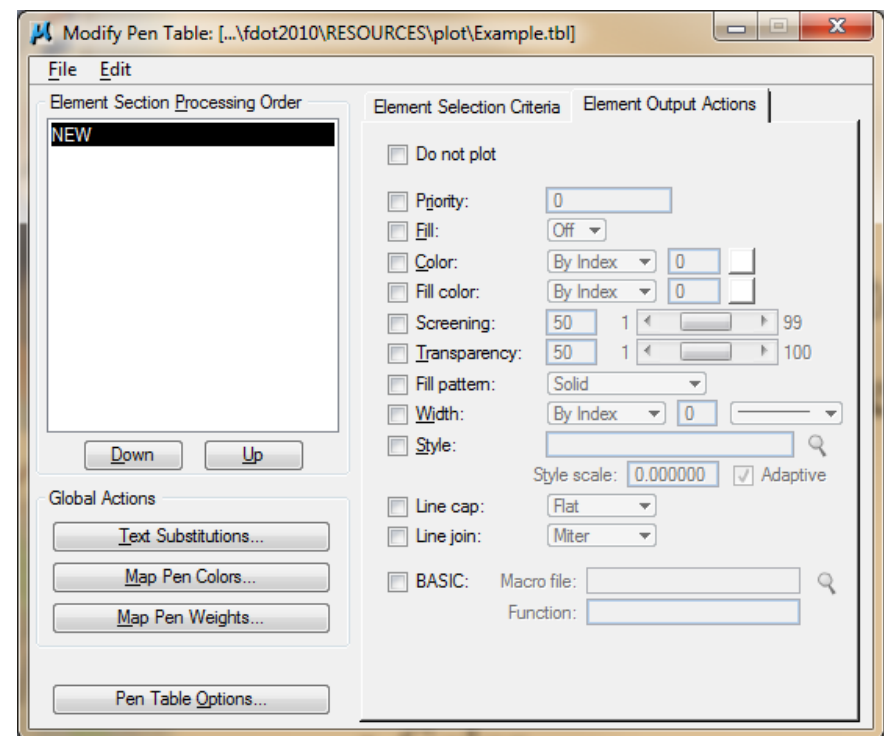 Modify Pen Table: [...\fdot2010\RESOURCES\plot\Example.tbl]
File Edit
Element Section Processing Order
NEW
Down Up
Global Actions
Text Substitutions...
Map Pen Colors...
Map Pen Weights...
Pen Table Options...
Element Selection Criteria Element Output Actions
Do not plot
Priority: 0
Fill: Off
Color: By Index 0
Fill color: By Index 0
Screening: 50 1 99
Transparency: 50 1 100
Fill pattern: Solid
Width: By Index 0
Style:
Style scale: 0.000000 Adaptive
Line cap: Flat
Line join: Miter
BASIC: Macro file:
Function: